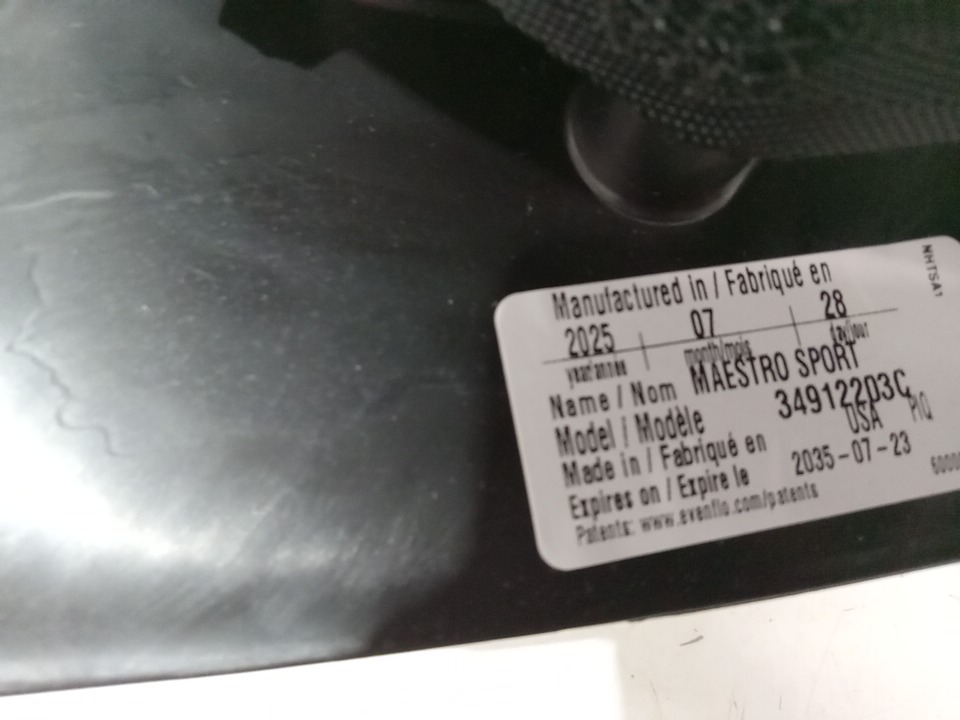 Manufactured in / Fabriqué en
2025 07 28
year/année month/mois day/jour
Name / Nom MAESTRO SPORT
Model / Modèle 34912203C
Made in / Fabriqué en USA PIQ
Expires on / Expire le 2035-07-23
Patents: www.evenflo.com/patents
NHTSA1